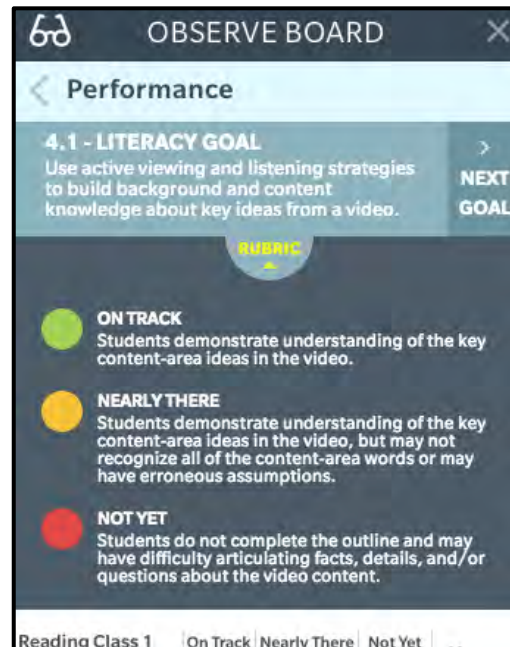 OBSERVE BOARD
Performance
4.1 - LITERACY GOAL
Use active viewing and listening strategies
to build background and content
knowledge about key ideas from a video.
NEXT
GOAL
RUBRIC
ON TRACK
Students demonstrate understanding of the key
content-area ideas in the video.
NEARLY THERE
Students demonstrate understanding of the key
content-area ideas in the video, but may not
recognize all of the content-area words or may
have erroneous assumptions.
NOT YET
Students do not complete the outline and may
have difficulty articulating facts, details, and/or
questions about the video content.
Reading Class 1 On Track Nearly There Not Yet